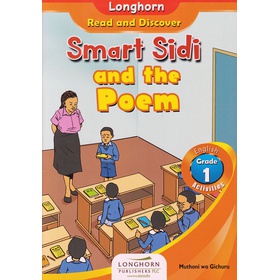 Longhorn
Read and Discover
Smart Sidi
and the
Poem
English
Grade
1
Activities
LONGHORN
PUBLISHERS PLC
Muthoni wa Gichuru